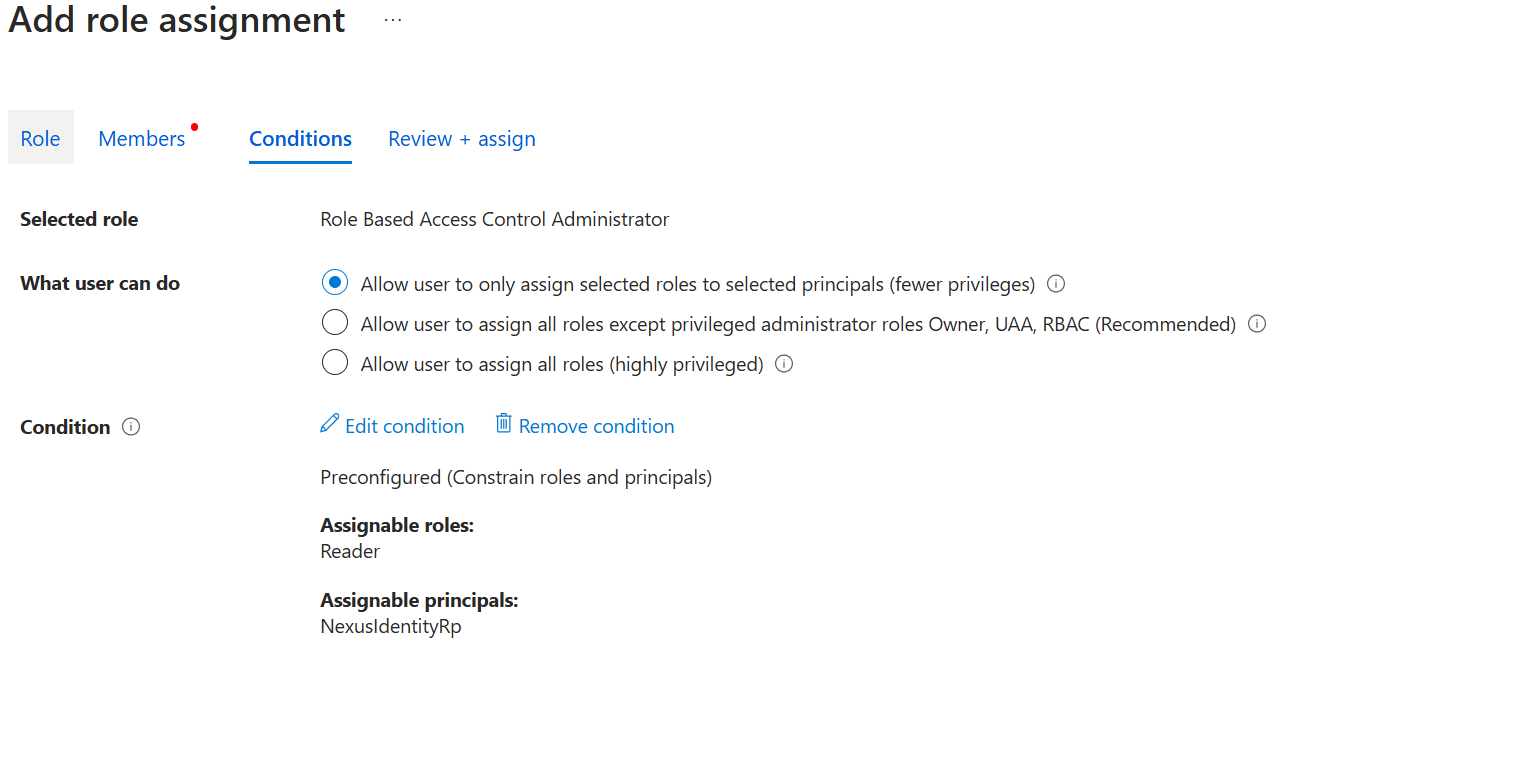 Add role assignment ...
Role Members Conditions Review + assign
Selected role Role Based Access Control Administrator
What user can do Allow user to only assign selected roles to selected principals (fewer privileges)
Allow user to assign all roles except privileged administrator roles Owner, UAA, RBAC (Recommended)
Allow user to assign all roles (highly privileged)
Condition Edit condition Remove condition
Preconfigured (Constrain roles and principals)
Assignable roles:
Reader
Assignable principals:
NexusIdentityRp